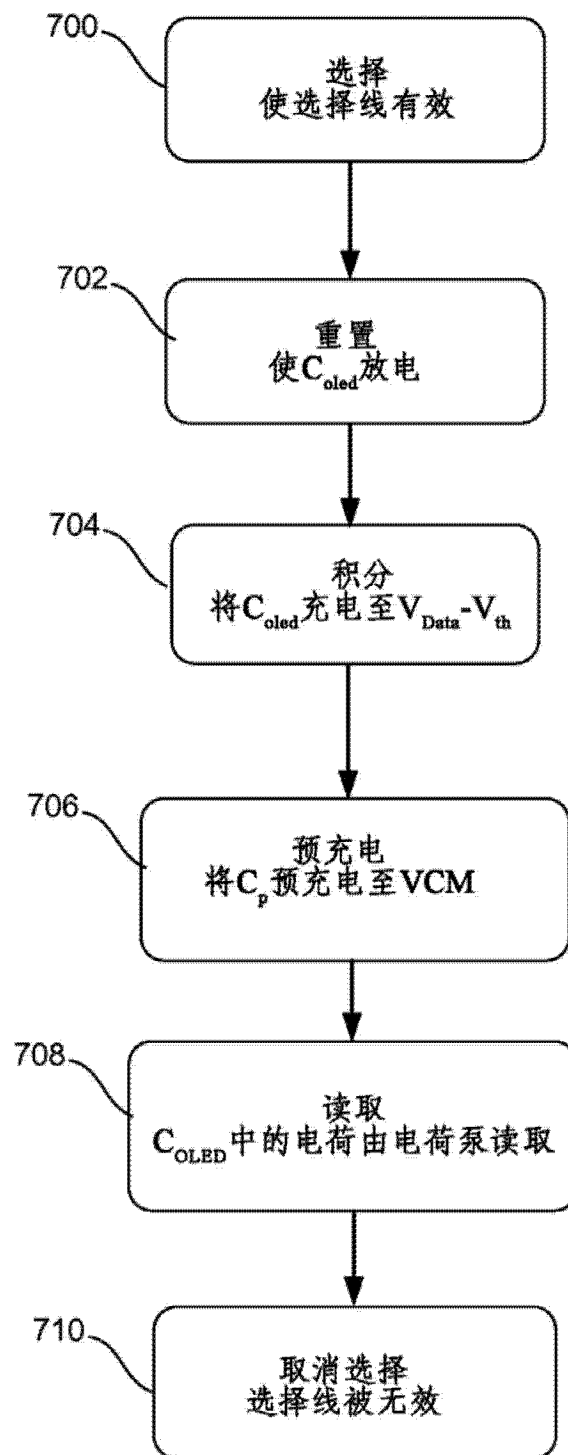 700
选择
使选择线有效
702
重置
使C_oled放电
704
积分
将C_oled充电至V_Data-V_th
706
预充电
将C_p预充电至VCM
708
读取
C_OLED中的电荷由电荷泵读取
710
取消选择
选择线被无效